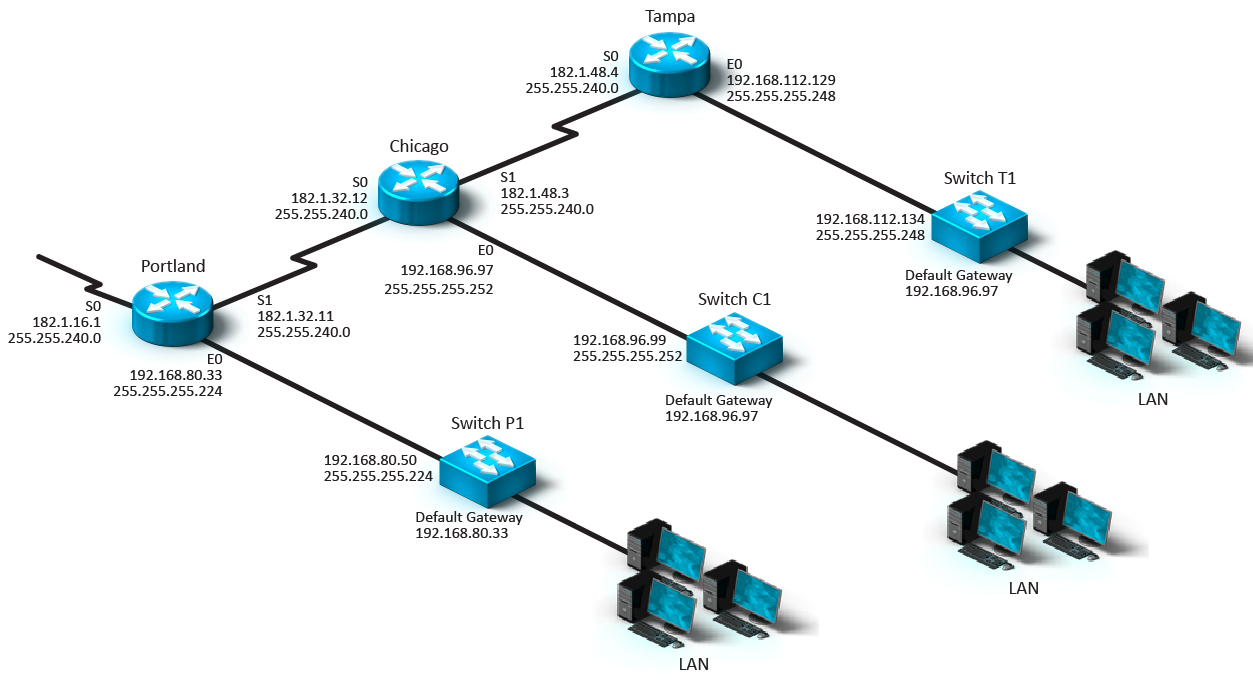 Tampa
S0
182.1.48.4
255.255.240.0
E0
192.168.112.129
255.255.255.248
Chicago
S0
182.1.32.12
255.255.240.0
S1
182.1.48.3
255.255.240.0
E0
192.168.96.97
255.255.255.252
Switch T1
192.168.112.134
255.255.255.248
Default Gateway
192.168.96.97
LAN
Portland
S0
182.1.16.1
255.255.240.0
S1
182.1.32.11
255.255.240.0
E0
192.168.80.33
255.255.255.224
Switch C1
192.168.96.99
255.255.255.252
Default Gateway
192.168.96.97
LAN
Switch P1
192.168.80.50
255.255.255.224
Default Gateway
192.168.80.33
LAN